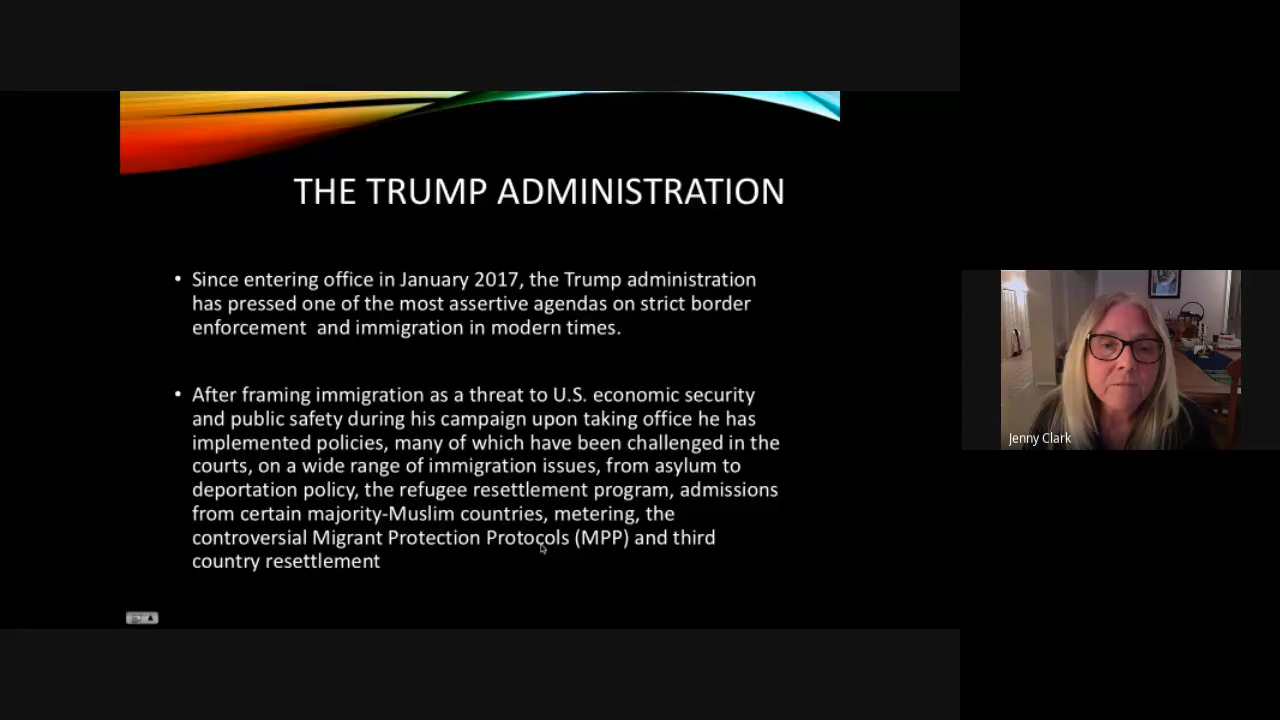 THE TRUMP ADMINISTRATION
• Since entering office in January 2017, the Trump administration
has pressed one of the most assertive agendas on strict border
enforcement  and immigration in modern times.
• After framing immigration as a threat to U.S. economic security
and public safety during his campaign upon taking office he has
implemented policies, many of which have been challenged in the
courts, on a wide range of immigration issues, from asylum to
deportation policy, the refugee resettlement program, admissions
from certain majority-Muslim countries, metering, the
controversial Migrant Protection Protocols (MPP) and third
country resettlement
Jenny Clark